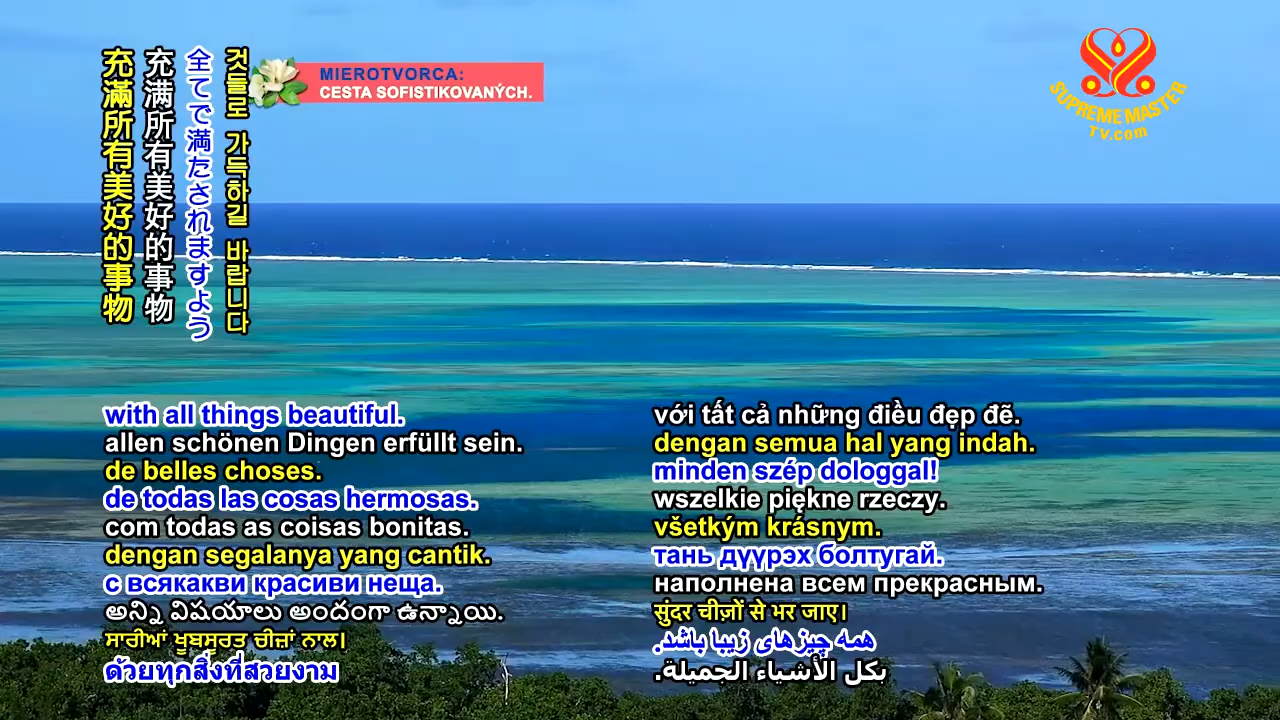 充滿所有美好的事物
充满所有美好的事物
全てで満たされますよう
것들로 가득하길 바랍니다
MIEROTVORCA:
CESTA SOFISTIKOVANÝCH.
SUPREME MASTER
TV.com
with all things beautiful.
allen schönen Dingen erfüllt sein.
de belles choses.
de todas las cosas hermosas.
com todas as coisas bonitas.
dengan segalanya yang cantik.
с всякакви красиви неща.
అన్ని విషయాలు అందంగా ఉన్నాయి.
ਸਾਰੀਆਂ ਖੂਬਸੂਰਤ ਚੀਜ਼ਾਂ ਨਾਲ।
ด้วยทุกสิ่งที่สวยงาม
với tất cả những điều đẹp đẽ.
dengan semua hal yang indah.
minden szép dologgal!
wszelkie piękne rzeczy.
všetkým krásnym.
тань дүүрэх болтугай.
наполнена всем прекрасным.
सुंदर चीज़ों से भर जाए।
همه چیزهای زیبا باشد.
بكل الأشياء الجميلة.